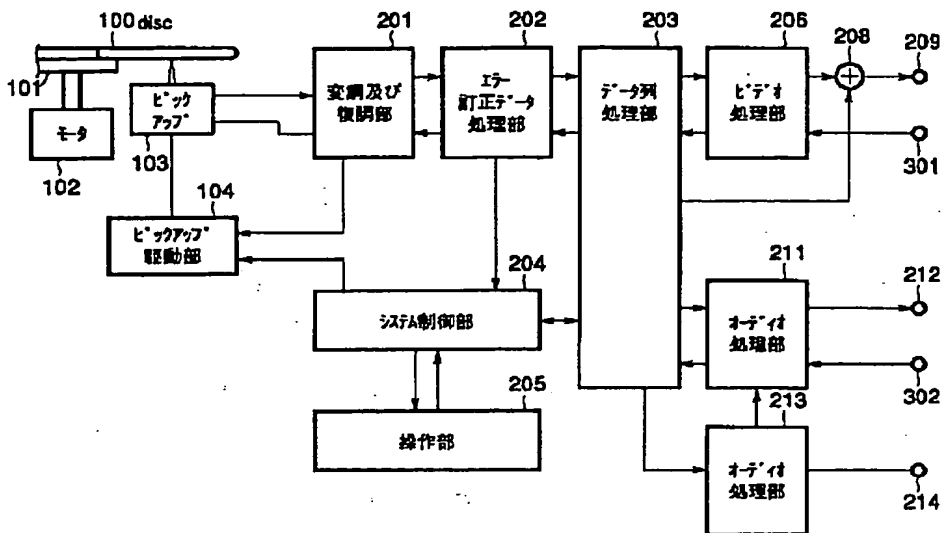 100 disc
101
モータ
102
ピック
アップ
103
104
ピックアップ
駆動部
201
変調及び
復調部
202
エラー
訂正データ
処理部
203
データ列
処理部
204
システム制御部
205
操作部
206
ビデオ
処理部
208
+
209
301
211
オーディオ
処理部
212
302
213
オーディオ
処理部
214